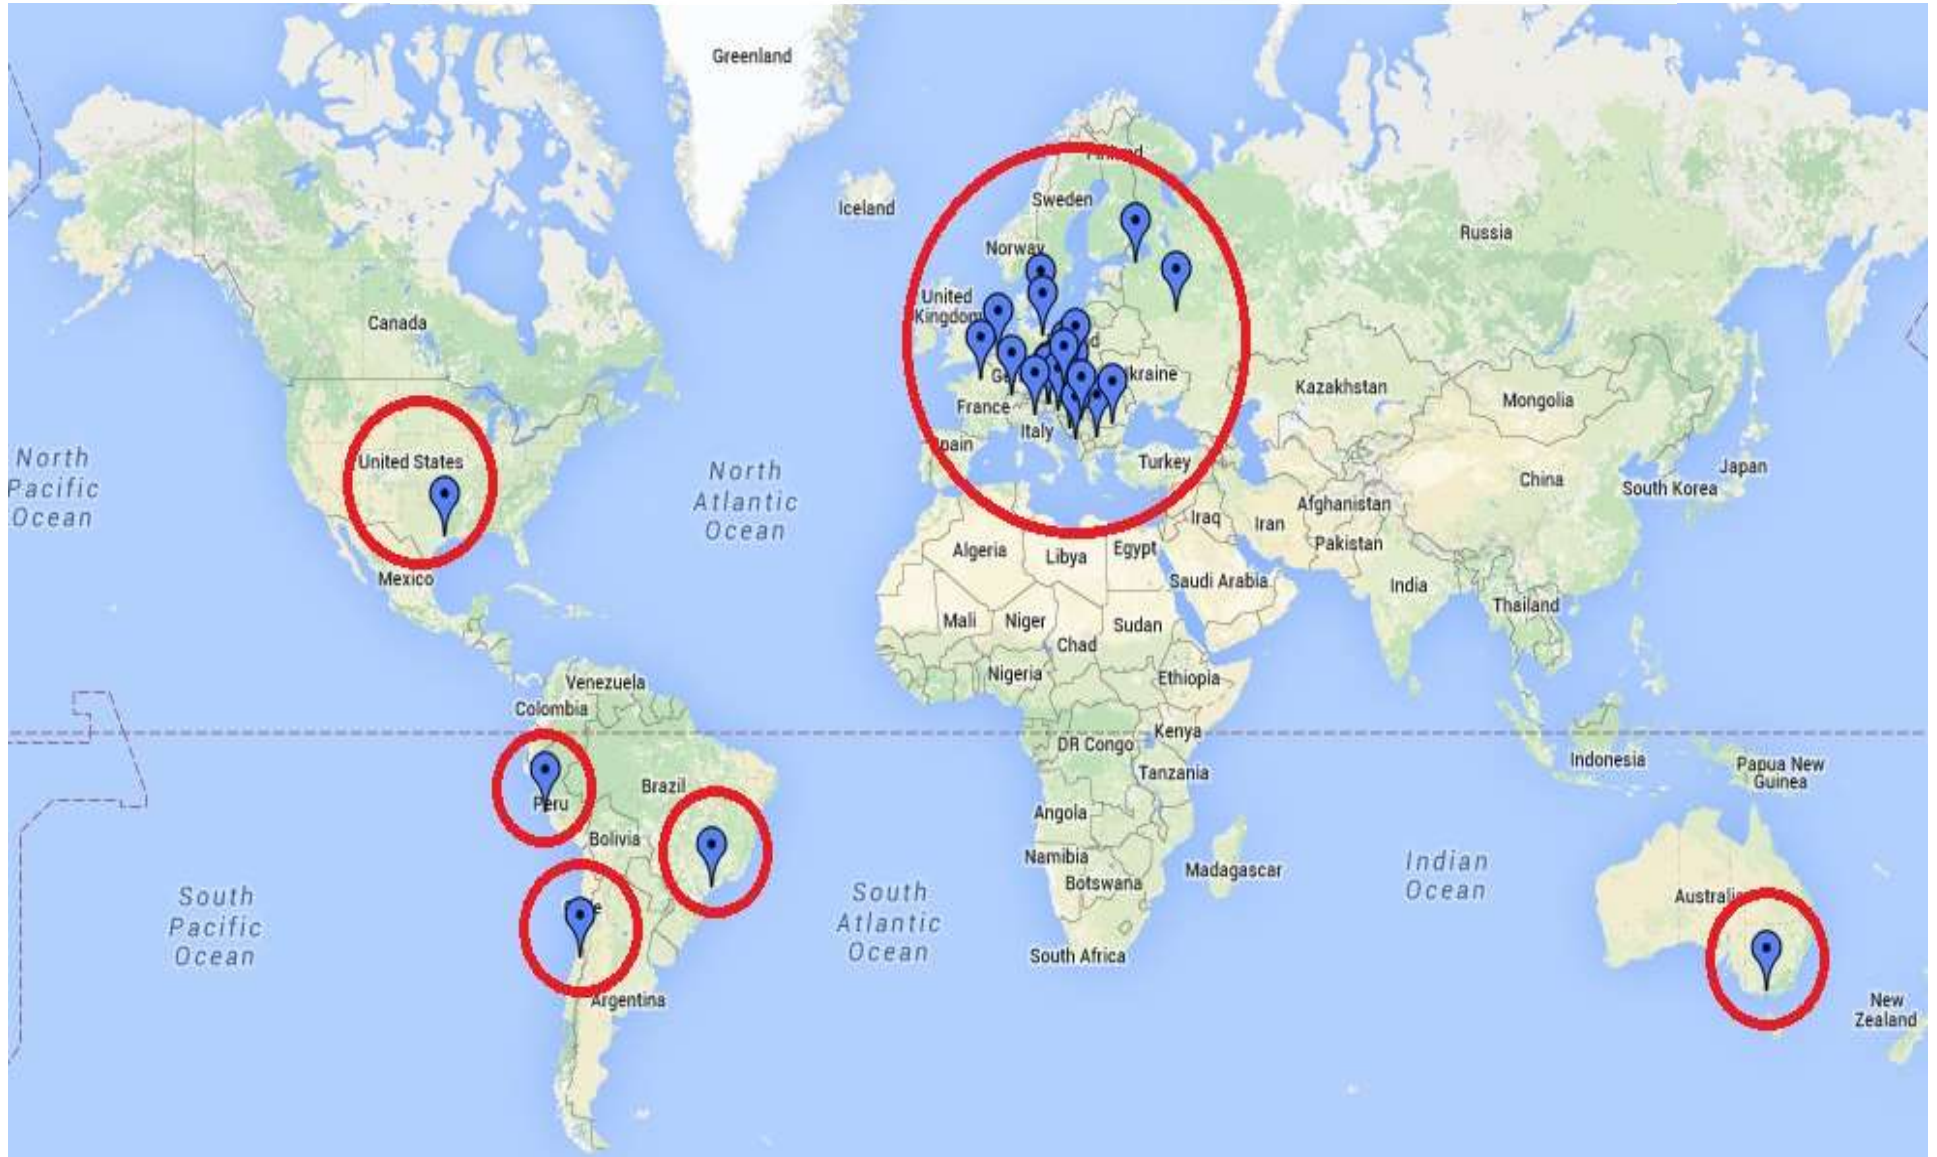 Greenland
Finland
Iceland
Sweden
Russia
Norway
United
Kingdom
Canada
Ukraine
Kazakhstan
Mongolia
France
Italy
Spain
Turkey
United States
North
Pacific
Ocean
North
Atlantic
Ocean
China
Japan
South Korea
Afghanistan
Iraq
Iran
Pakistan
Algeria
Libya
Egypt
Saudi Arabia
India
Mexico
Thailand
Mali
Niger
Chad
Sudan
Nigeria
Ethiopia
Venezuela
Colombia
DR Congo
Kenya
Indonesia
Papua New
Guinea
Tanzania
Brazil
Peru
Angola
Bolivia
Namibia
Botswana
Madagascar
Indian
Ocean
Australia
South
Pacific
Ocean
South
Atlantic
Ocean
South Africa
Argentina
New
Zealand